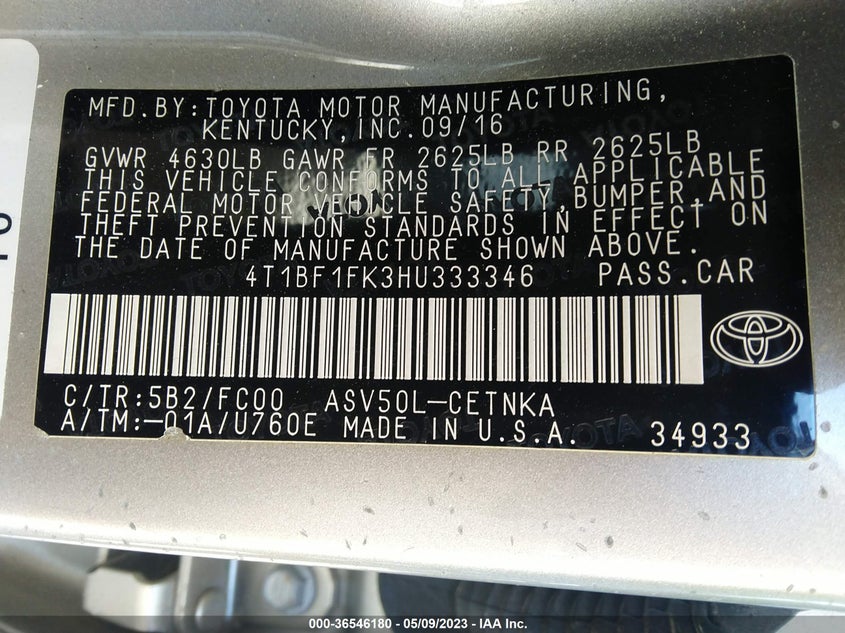 MFD.BY:TOYOTA MOTOR MANUFACTURING,
KENTUCKY,INC.09/16
GVWR 4630LB GAWR FR 2625LB RR 2625LB
THIS VEHICLE CONFORMS TO ALL APPLICABLE
FEDERAL MOTOR VEHICLE SAFETY,BUMPER,AND
THEFT PREVENTION STANDARDS IN EFFECT ON
THE DATE OF MANUFACTURE SHOWN ABOVE.
4T1BF1FK3HU333346 PASS.CAR
C/TR:5B2/FC00 ASV50L-CETNKA
A/TM:-01A/U760E MADE IN U.S.A. 34933
000-36546180 - 05/09/2023 - IAA Inc.